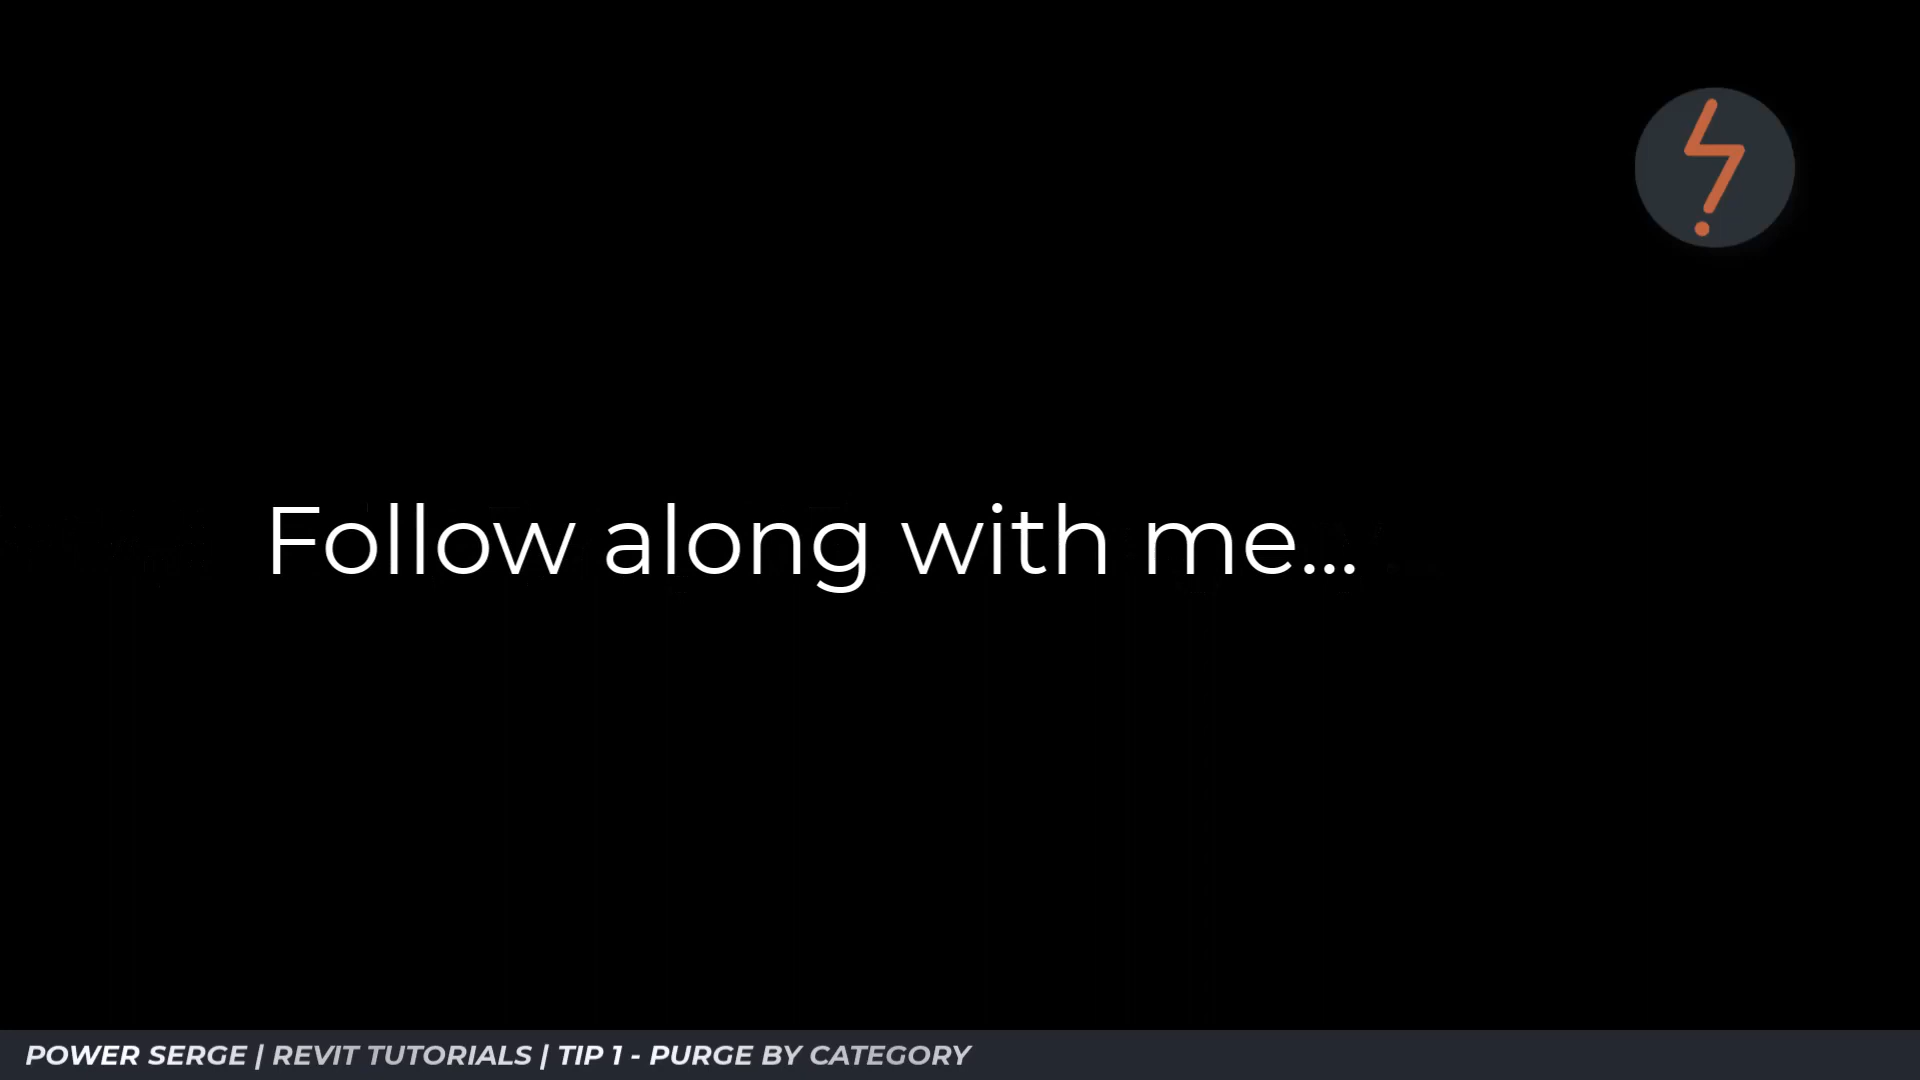 Follow along with me...
POWER SERGE | REVIT TUTORIALS | TIP 1 - PURGE BY CATEGORY